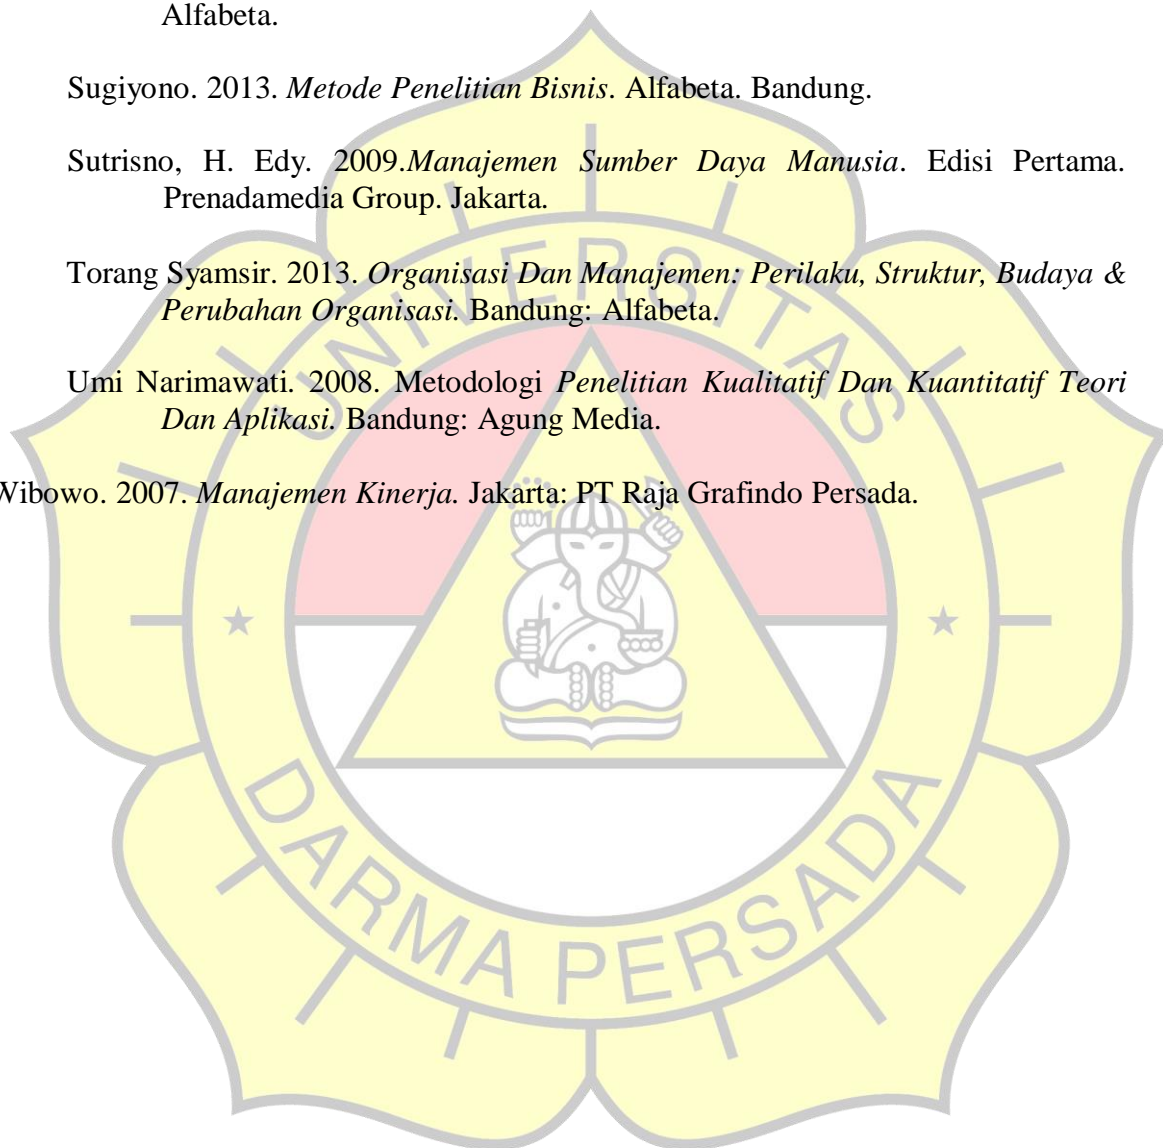 Alfabeta.
Sugiyono. 2013. Metode Penelitian Bisnis. Alfabeta. Bandung.
Sutrisno, H. Edy. 2009.Manajemen Sumber Daya Manusia. Edisi Pertama.
Prenadamedia Group. Jakarta.
Torang Syamsir. 2013. Organisasi Dan Manajemen: Perilaku, Struktur, Budaya &
Perubahan Organisasi. Bandung: Alfabeta.
Umi Narimawati. 2008. Metodologi Penelitian Kualitatif Dan Kuantitatif Teori
Dan Aplikasi. Bandung: Agung Media.
Wibowo. 2007. Manajemen Kinerja. Jakarta: PT Raja Grafindo Persada.
UNIVERSITAS
DARMA PERSADA